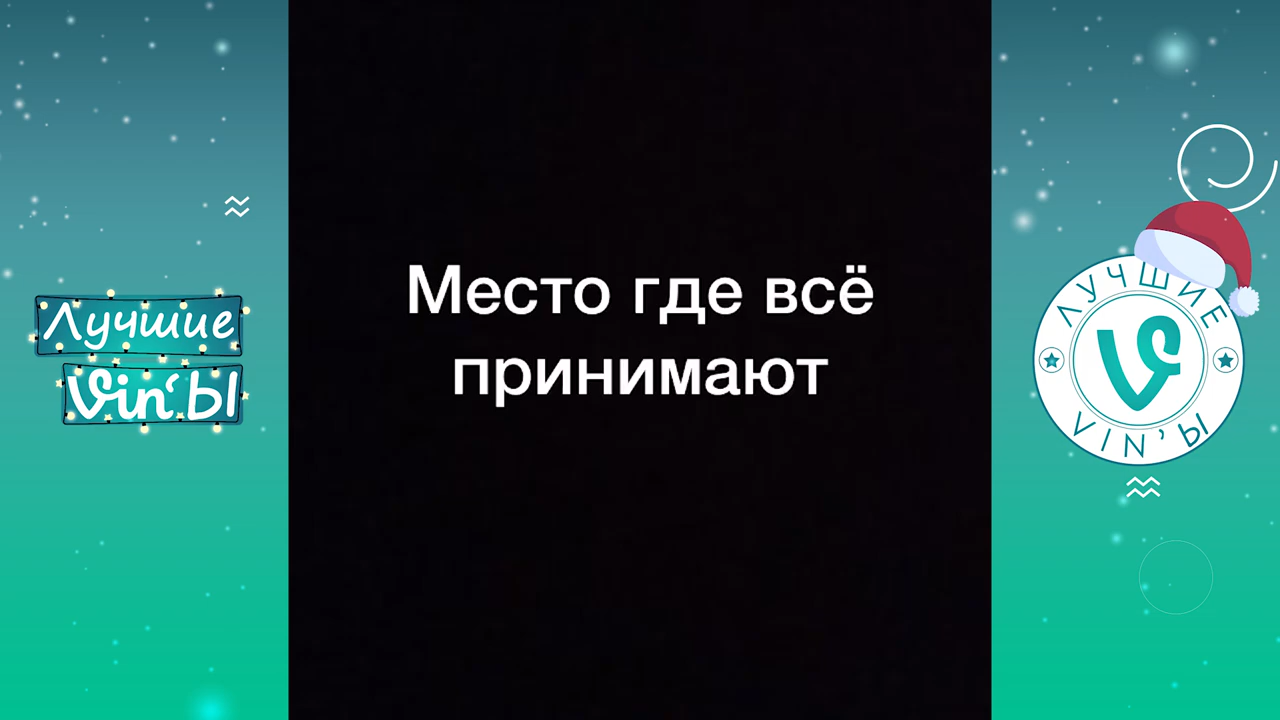 Место где всё
принимают
Лучшие
Vin'Ы
ЛУЧШИЕ
VIN'Ы